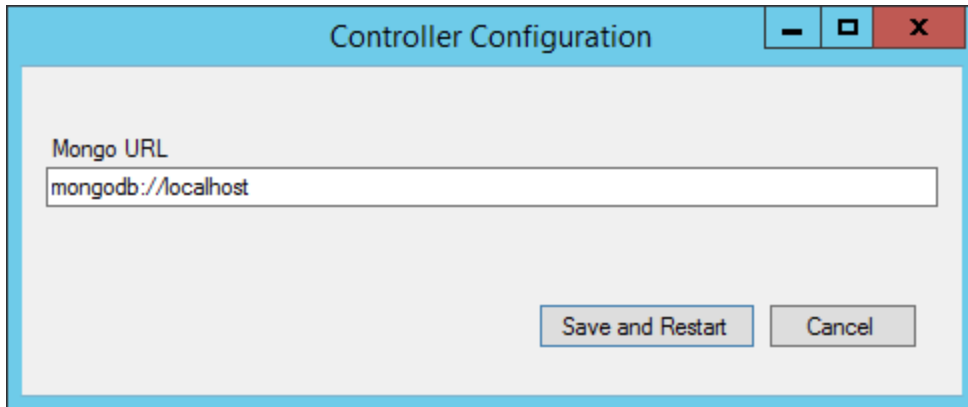 Controller Configuration
Mongo URL
mongodb://localhost
Save and Restart Cancel